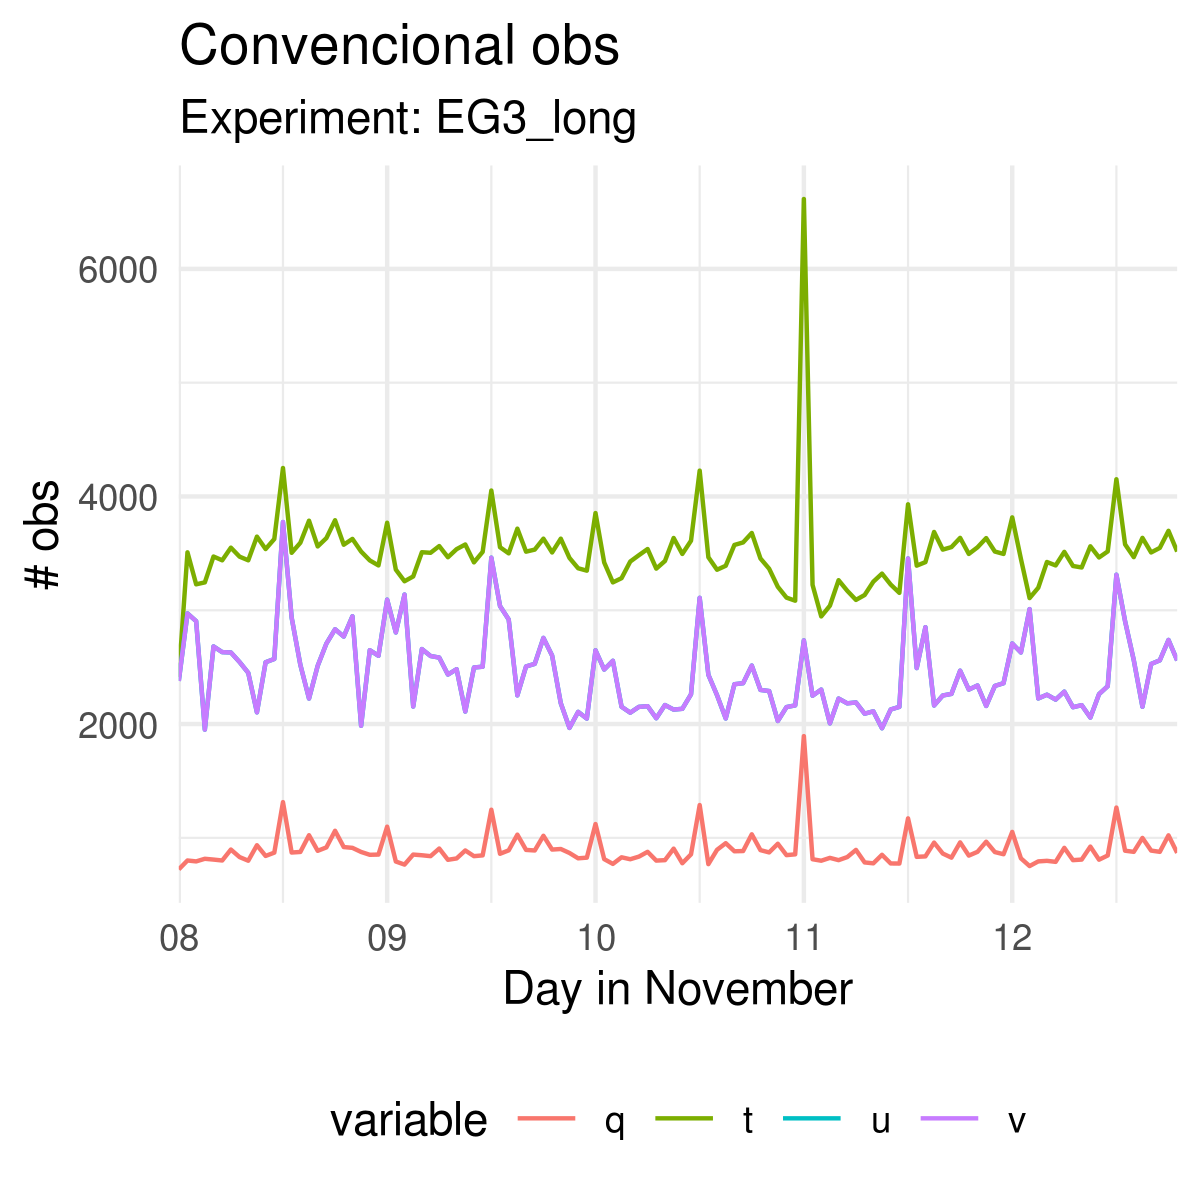 Convencional obs
Experiment: EG3_long
# obs
6000
4000
2000
08 09 10 11 12
Day in November
variable q t u v